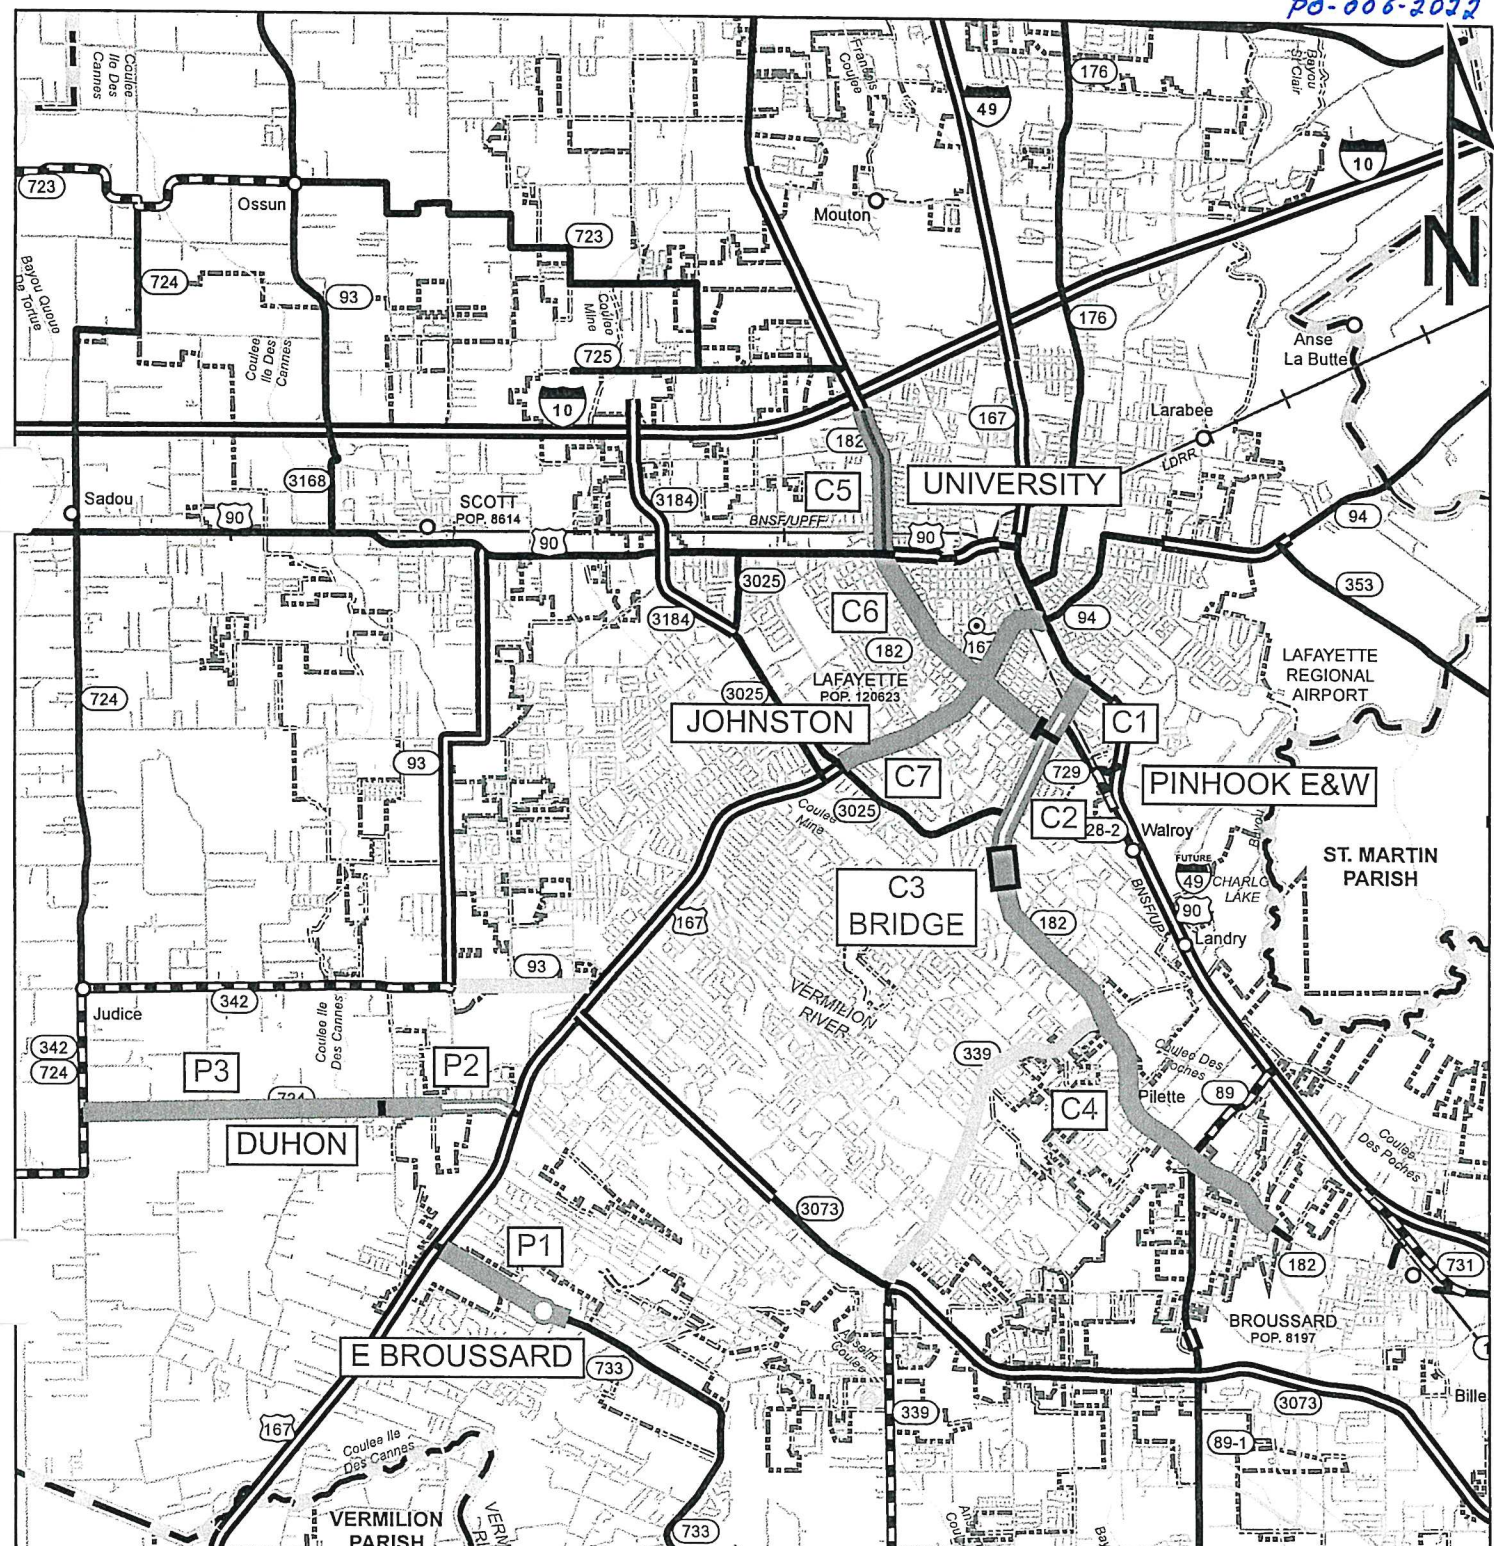 PO-006-2022
176
49
10
Coulee
Ile Des
Cannes
Francois
Coulee
Bayou
St Clair
723
Ossun
Mouton
723
724
93
Bayou Queue
De Tortue
Coulee
Ile Des
Cannes
Coulee
Mine
176
Anse
La Butte
725
10
167
Larabee
182
LDRR
3168
C5
UNIVERSITY
Sadou
SCOTT
POP. 8614
3184
BNSF/UPFF
90
90
90
94
3025
353
C6
3184
94
182
LAFAYETTE
REGIONAL
AIRPORT
LAFAYETTE
POP. 120623
724
3025
JOHNSTON
C1
93
C7
729
PINHOOK E&W
Coulee
Mine
3025
C2
28-2
Walroy
Bayou
ST. MARTIN
PARISH
FUTURE
49
CHARLO
LAKE
C3
BRIDGE
90
182
BNSF/UP
167
Landry
93
342
VERMILION
RIVER
Judice
Coulee Ile
Des Cannes
342
724
P3
P2
339
Coulee Des
Poches
724
89
Pilette
C4
DUHON
Coulee
Des Poches
3073
P1
182
731
BROUSSARD
POP. 8197
Anselm
Coulee
E BROUSSARD
733
Bille
3073
339
167
89-1
Coulee Ile
Des Cannes
VERMILION
PARISH
733
N